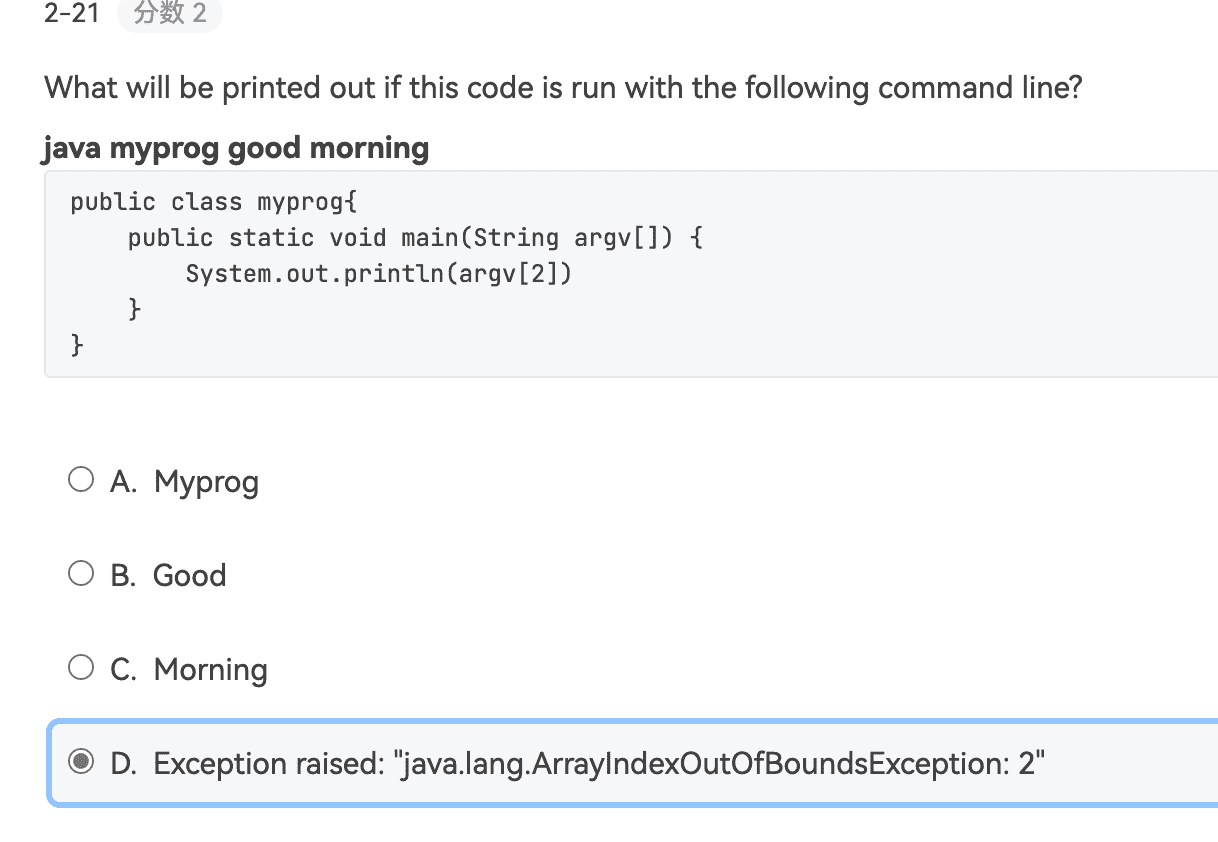 2-21 分数 2
What will be printed out if this code is run with the following command line?
java myprog good morning
public class myprog{
    public static void main(String argv[]) {
        System.out.println(argv[2])
    }
}
A. Myprog
B. Good
C. Morning
D. Exception raised: "java.lang.ArrayIndexOutOfBoundsException: 2"